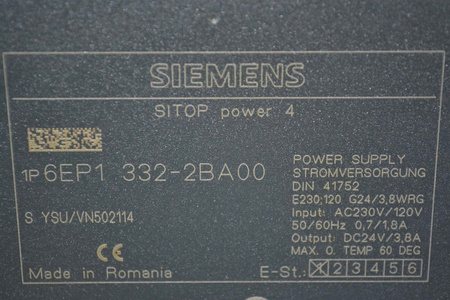 SIEMENS
SITOP power 4
1P 6EP1 332-2BA00
S YSU/VN502114
CE
Made in Romania
POWER SUPPLY
STROMVERSORGUNG
DIN 41752
E230;120 G24/3,8WRG
Input: AC230V/120V
50/60Hz 0,7/1,8A
Output: DC24V/3,8A
MAX. O. TEMP 60 DEG
E-St.: X 2 3 4 5 6